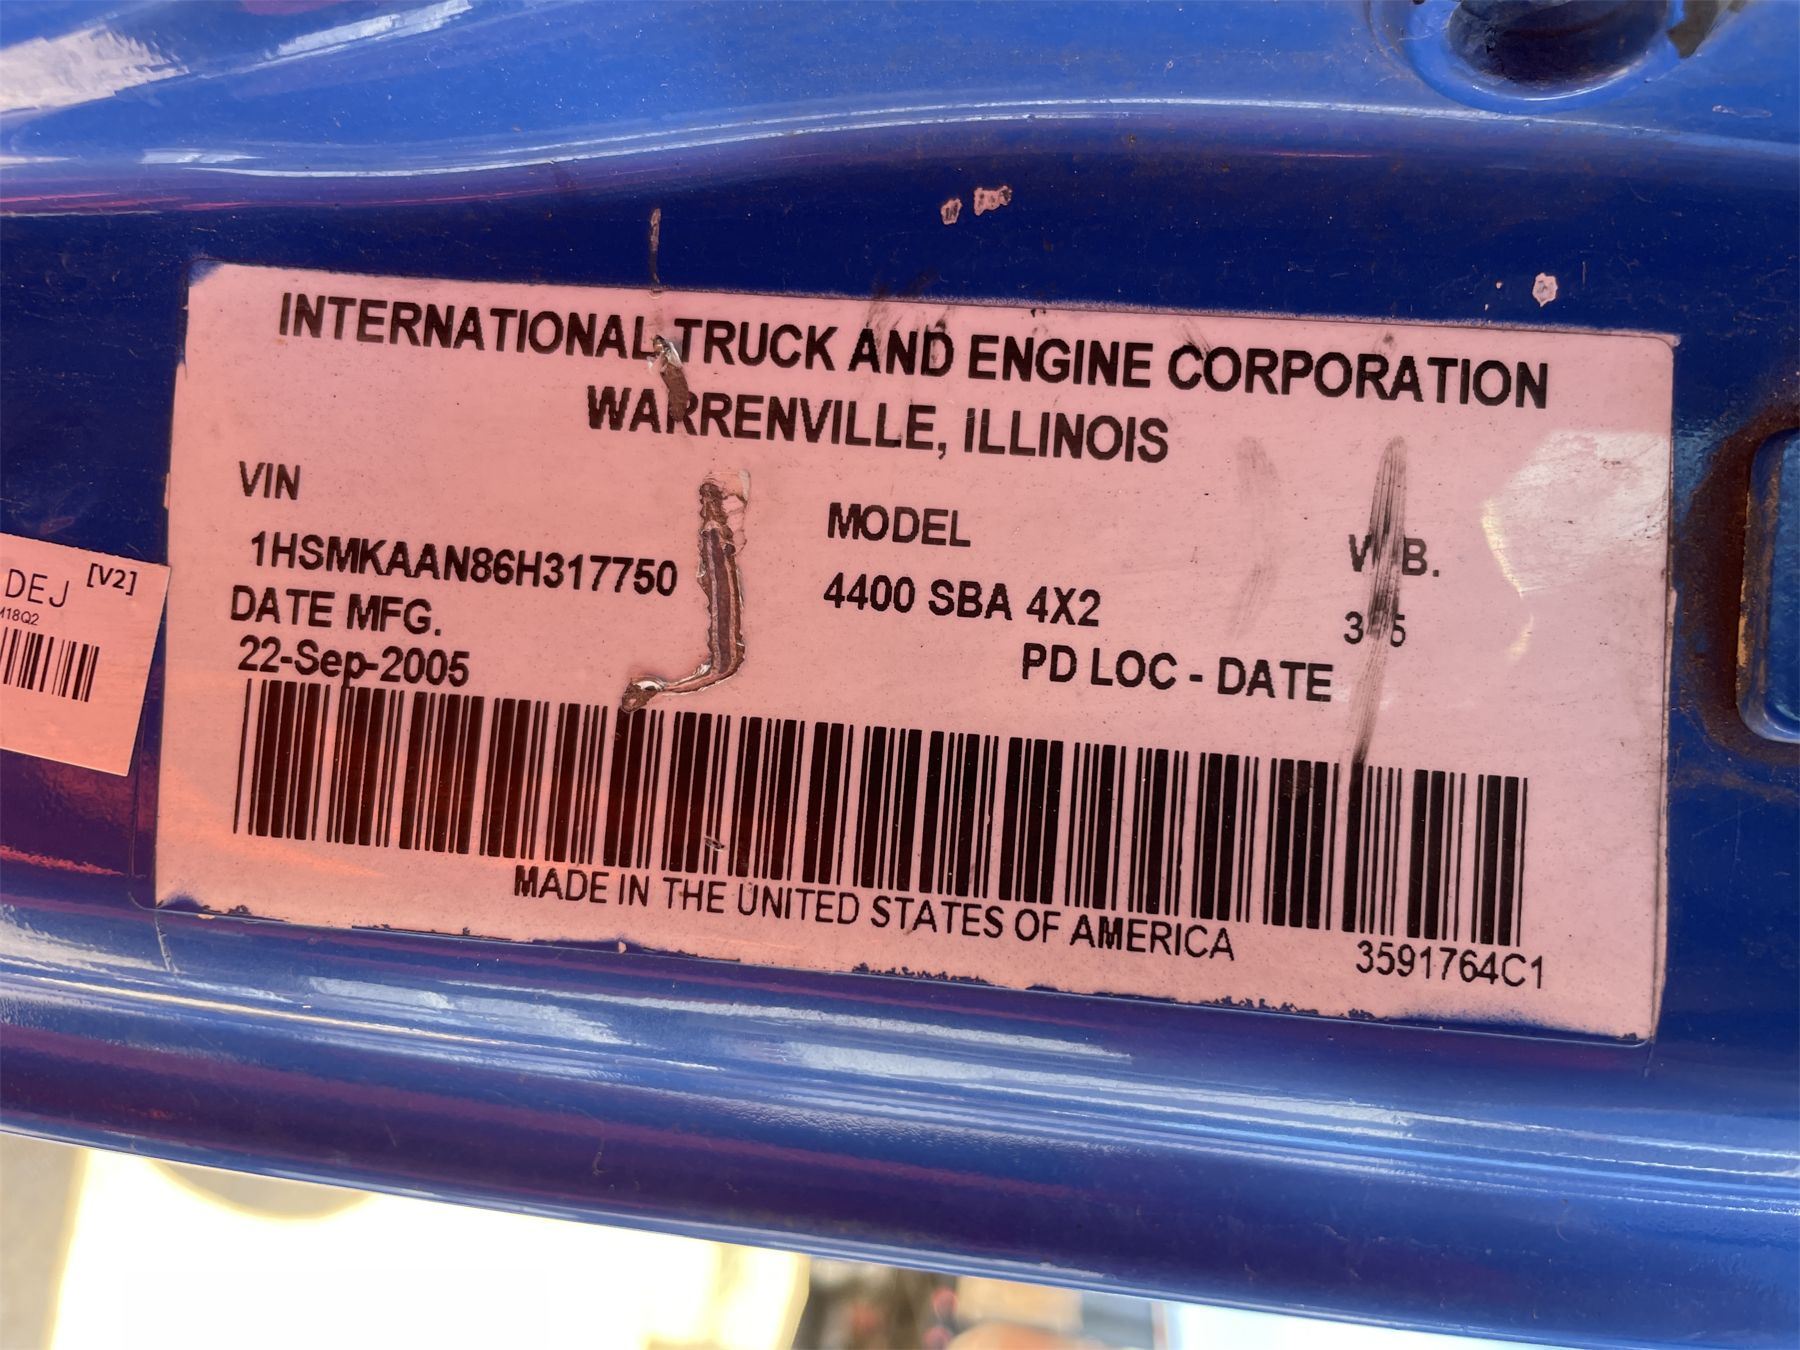 INTERNATIONAL TRUCK AND ENGINE CORPORATION
WARRENVILLE, ILLINOIS
VIN
1HSMKAAN86H317750
MODEL
4400 SBA 4X2
DATE MFG.
22-Sep-2005
PD LOC - DATE
MADE IN THE UNITED STATES OF AMERICA
3591764C1
DEJ [V2]